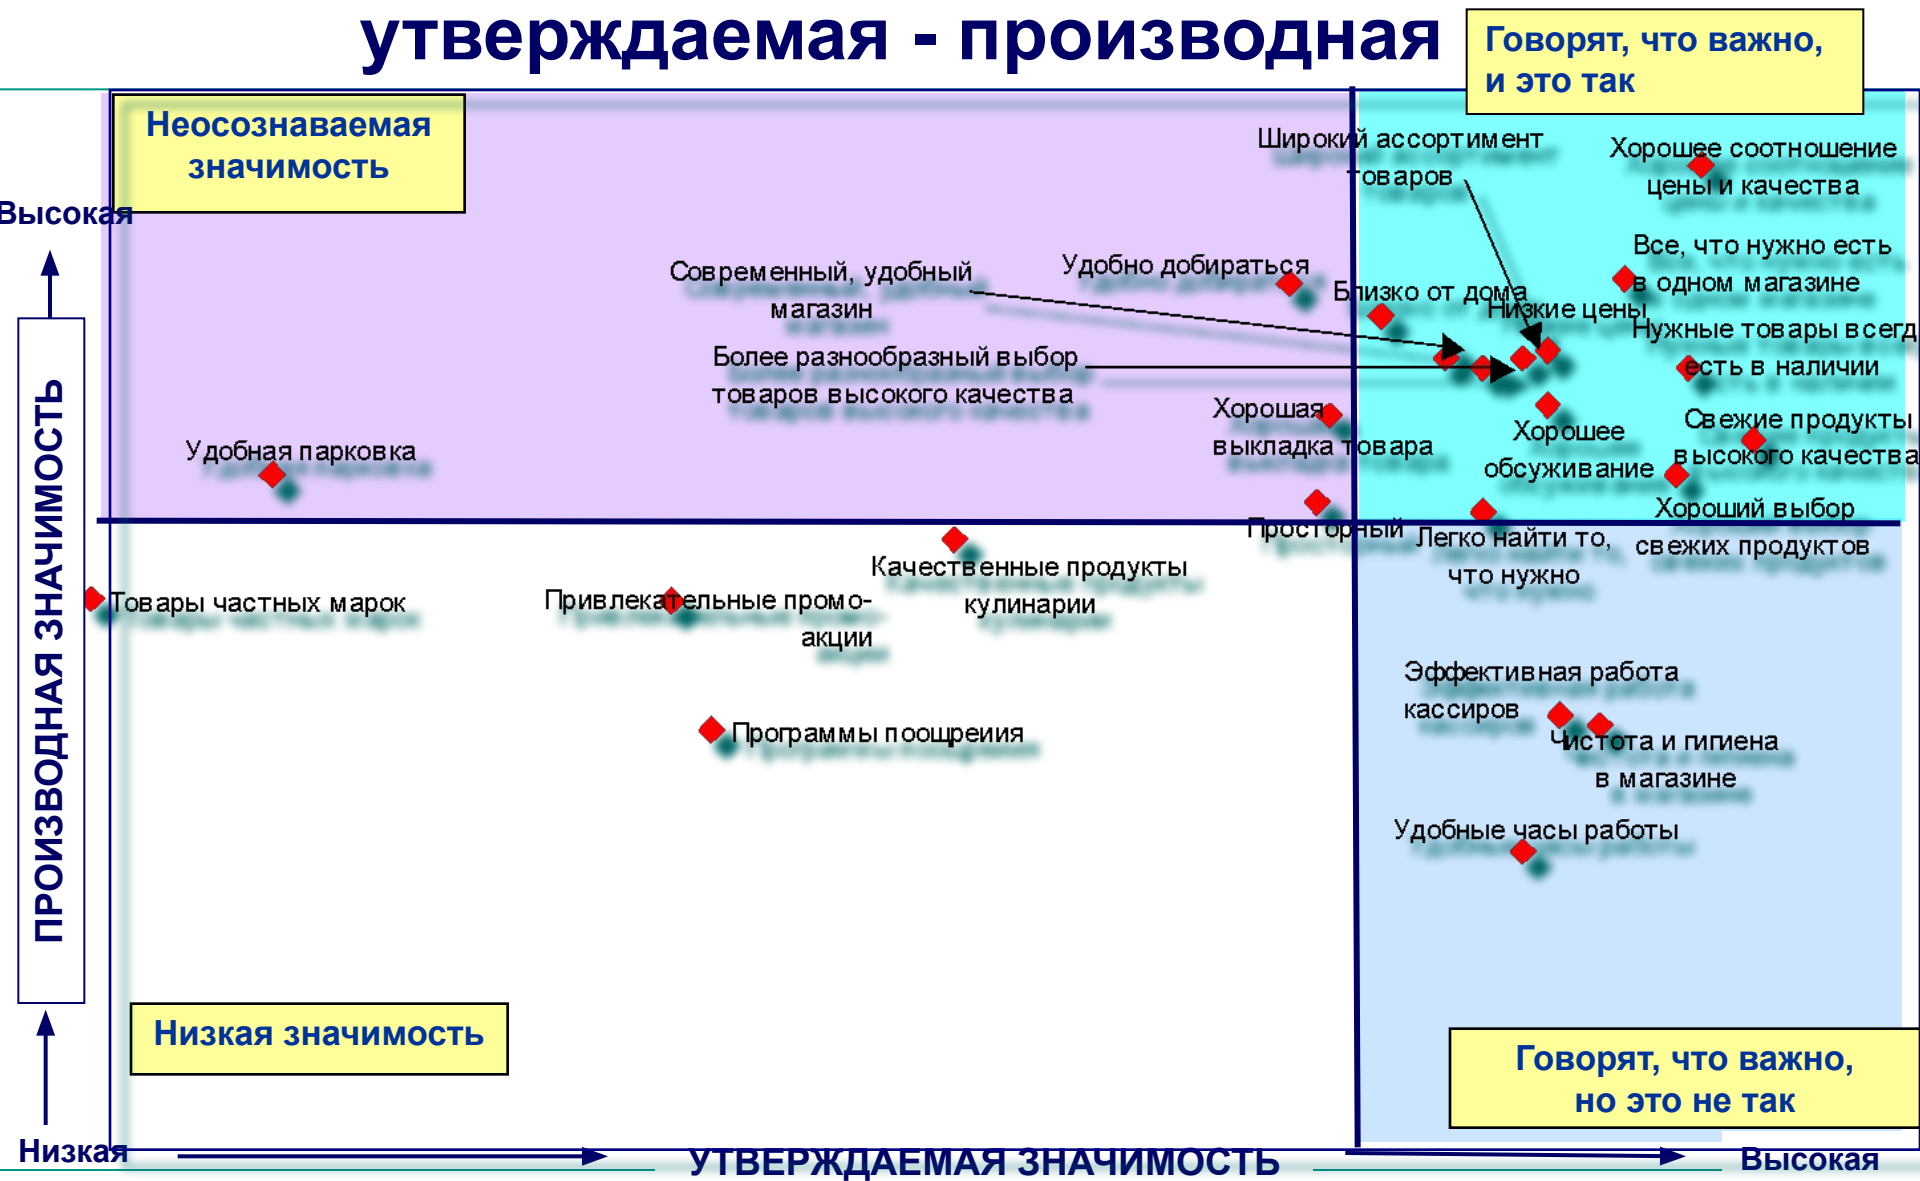 утверждаемая - производная
Говорят, что важно,
и это так
Неосознаваемая
значимость
Высокая
Широкий ассортимент
товаров
Хорошее соотношение
цены и качества
Все, что нужно есть
в одном магазине
Современный, удобный
магазин
Удобно добираться
Близко от дома
Низкие цены
Нужные товары всегд
есть в наличии
Более разнообразный выбор
товаров высокого качества
Хорошая
выкладка товара
Хорошее
обсуживание
Свежие продукты
высокого качества
Удобная парковка
Хороший выбор
свежих продуктов
Просторный
Легко найти то,
что нужно
Качественные продукты
кулинарии
Товары частных марок
Привлекательные промо-
акции
Программы поощреиия
Эффективная работа
кассиров
Чистота и гигиена
в магазине
Удобные часы работы
ПРОИЗВОДНАЯ ЗНАЧИМОСТЬ
Низкая значимость
Говорят, что важно,
но это не так
Низкая
УТВЕРЖДАЕМАЯ ЗНАЧИМОСТЬ
Высокая